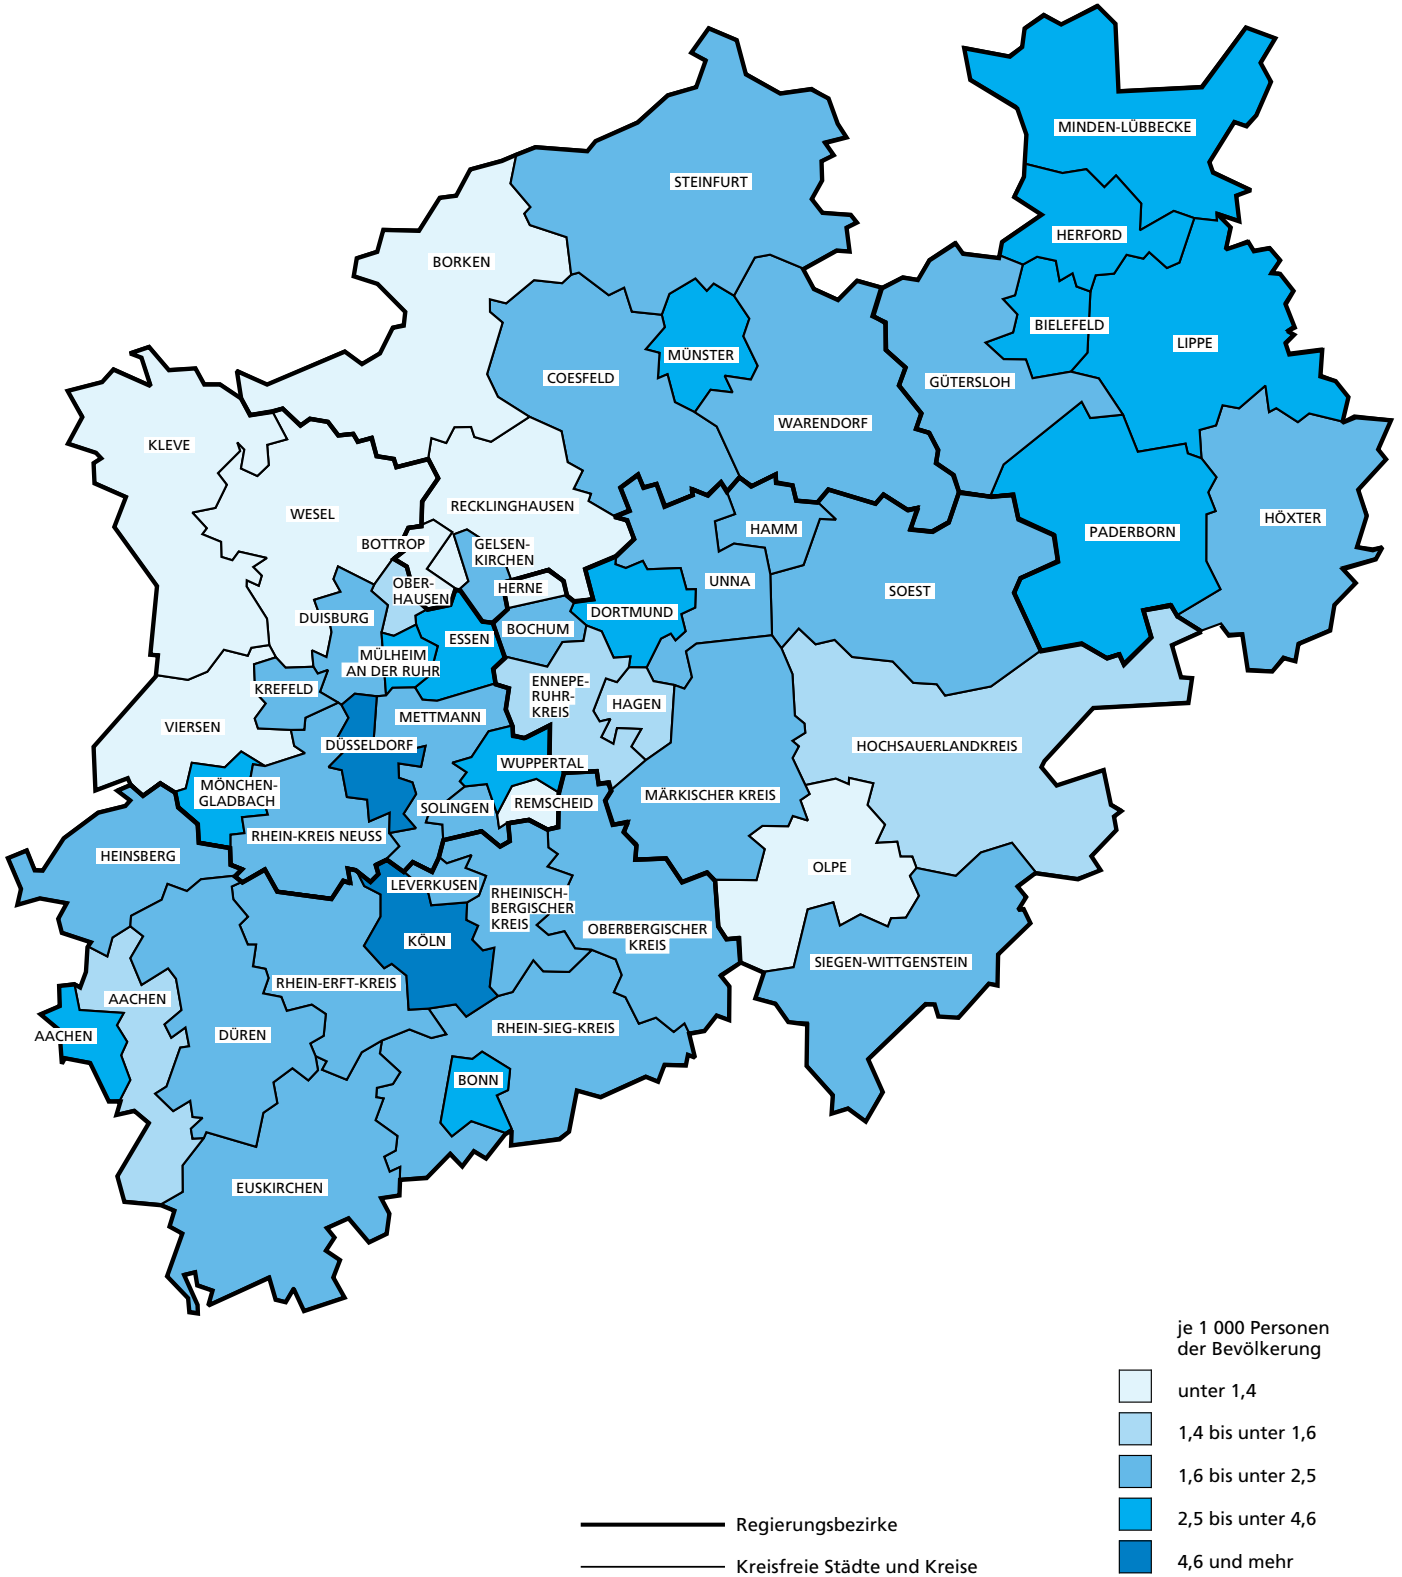 MINDEN-LÜBBECKE
STEINFURT
HERFORD
BORKEN
BIELEFELD
LIPPE
MÜNSTER
COESFELD
GÜTERSLOH
WARENDORF
KLEVE
RECKLINGHAUSEN
WESEL
HÖXTER
HAMM
PADERBORN
BOTTROP
GELSEN-
KIRCHEN
UNNA
OBER-
HAUSEN
HERNE
SOEST
DORTMUND
DUISBURG
BOCHUM
ESSEN
MÜLHEIM
AN DER RUHR
ENNEPE-
RUHR-
KREIS
KREFELD
HAGEN
METTMANN
VIERSEN
DÜSSELDORF
HOCHSAUERLANDKREIS
WUPPERTAL
MÖNCHEN-
GLADBACH
MÄRKISCHER KREIS
REMSCHEID
SOLINGEN
RHEIN-KREIS NEUSS
HEINSBERG
OLPE
LEVERKUSEN
RHEINISCH-
BERGISCHER
KREIS
OBERBERGISCHER
KREIS
KÖLN
SIEGEN-WITTGENSTEIN
RHEIN-ERFT-KREIS
AACHEN
RHEIN-SIEG-KREIS
AACHEN
DÜREN
BONN
EUSKIRCHEN
je 1 000 Personen
der Bevölkerung
unter 1,4
1,4 bis unter 1,6
1,6 bis unter 2,5
2,5 bis unter 4,6
4,6 und mehr
Regierungsbezirke
Kreisfreie Städte und Kreise